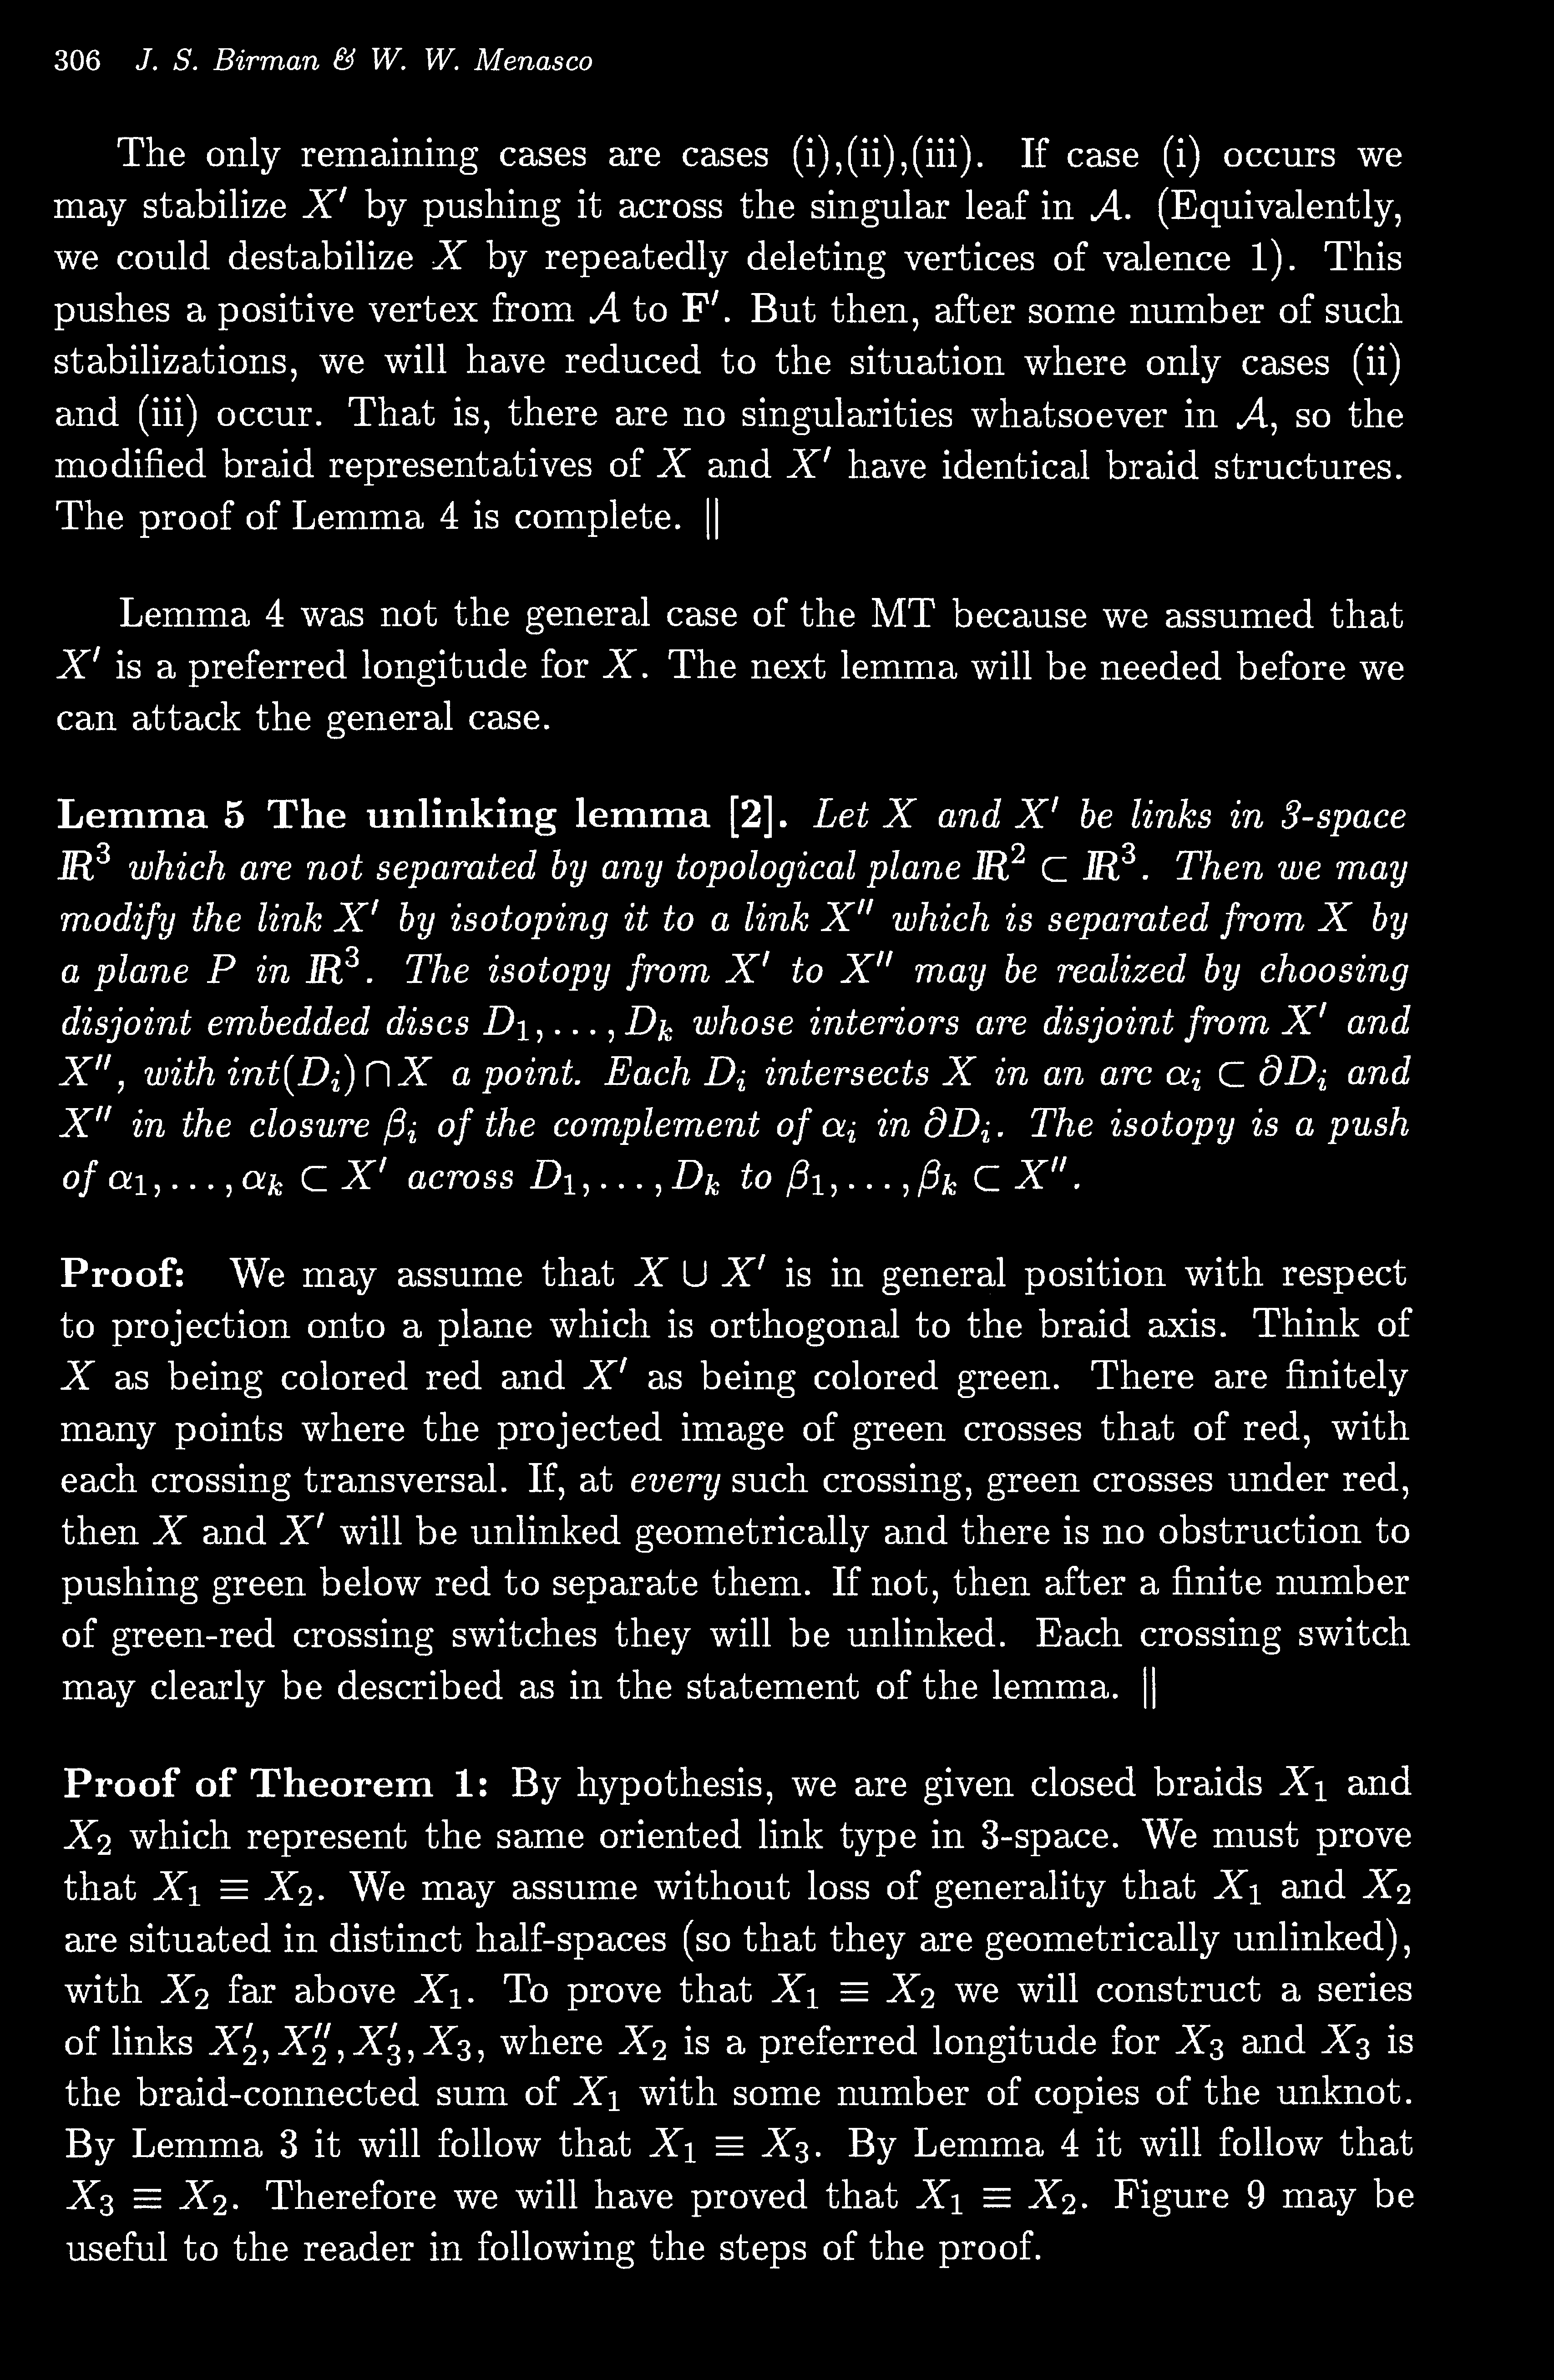 306 J. S. Birman & W. W. Menasco
The only remaining cases are cases (i),(ii),(iii). If case (i) occurs we
may stabilize X′ by pushing it across the singular leaf in 𝒜. (Equivalently,
we could destabilize X by repeatedly deleting vertices of valence 1). This
pushes a positive vertex from 𝒜 to F′. But then, after some number of such
stabilizations, we will have reduced to the situation where only cases (ii)
and (iii) occur. That is, there are no singularities whatsoever in 𝒜, so the
modified braid representatives of X and X′ have identical braid structures.
The proof of Lemma 4 is complete. ||
Lemma 4 was not the general case of the MT because we assumed that
X′ is a preferred longitude for X. The next lemma will be needed before we
can attack the general case.
Lemma 5 The unlinking lemma [2]. Let X and X′ be links in 3-space
ℝ³ which are not separated by any topological plane ℝ² ⊂ ℝ³. Then we may
modify the link X′ by isotoping it to a link X″ which is separated from X by
a plane P in ℝ³. The isotopy from X′ to X″ may be realized by choosing
disjoint embedded discs D₁,...,Dₖ whose interiors are disjoint from X′ and
X″, with int(Dᵢ)∩X a point. Each Dᵢ intersects X in an arc αᵢ ⊂ ∂Dᵢ and
X″ in the closure βᵢ of the complement of αᵢ in ∂Dᵢ. The isotopy is a push
of α₁,...,αₖ ⊂ X′ across D₁,...,Dₖ to β₁,...,βₖ ⊂ X″.
Proof: We may assume that X ∪ X′ is in general position with respect
to projection onto a plane which is orthogonal to the braid axis. Think of
X as being colored red and X′ as being colored green. There are finitely
many points where the projected image of green crosses that of red, with
each crossing transversal. If, at every such crossing, green crosses under red,
then X and X′ will be unlinked geometrically and there is no obstruction to
pushing green below red to separate them. If not, then after a finite number
of green-red crossing switches they will be unlinked. Each crossing switch
may clearly be described as in the statement of the lemma. ||
Proof of Theorem 1: By hypothesis, we are given closed braids X₁ and
X₂ which represent the same oriented link type in 3-space. We must prove
that X₁ ≡ X₂. We may assume without loss of generality that X₁ and X₂
are situated in distinct half-spaces (so that they are geometrically unlinked),
with X₂ far above X₁. To prove that X₁ ≡ X₂ we will construct a series
of links X₂′, X₂″, X₃′, X₃, where X₂ is a preferred longitude for X₃ and X₃ is
the braid-connected sum of X₁ with some number of copies of the unknot.
By Lemma 3 it will follow that X₁ ≡ X₃. By Lemma 4 it will follow that
X₃ ≡ X₂. Therefore we will have proved that X₁ ≡ X₂. Figure 9 may be
useful to the reader in following the steps of the proof.